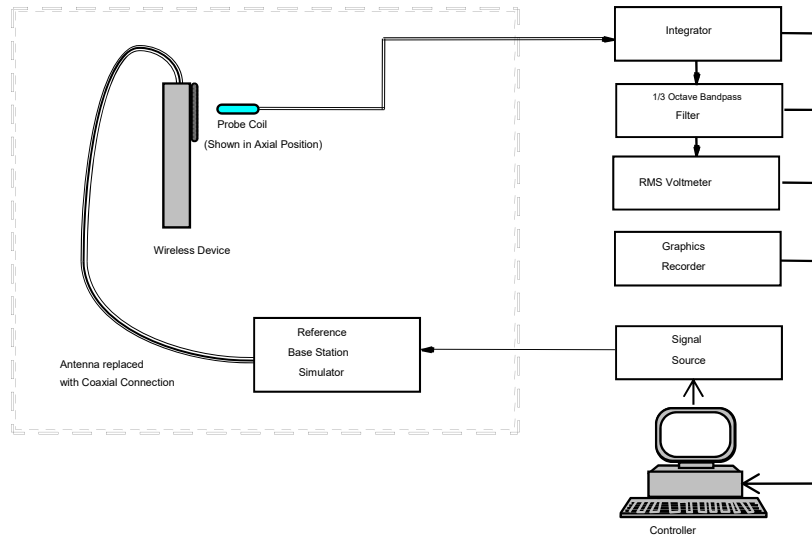 Integrator
1/3 Octave Bandpass
Filter
Probe Coil
(Shown in Axial Position)
RMS Voltmeter
Wireless Device
Graphics
Recorder
Reference
Base Station
Simulator
Signal
Source
Antenna replaced
with Coaxial Connection
Controller